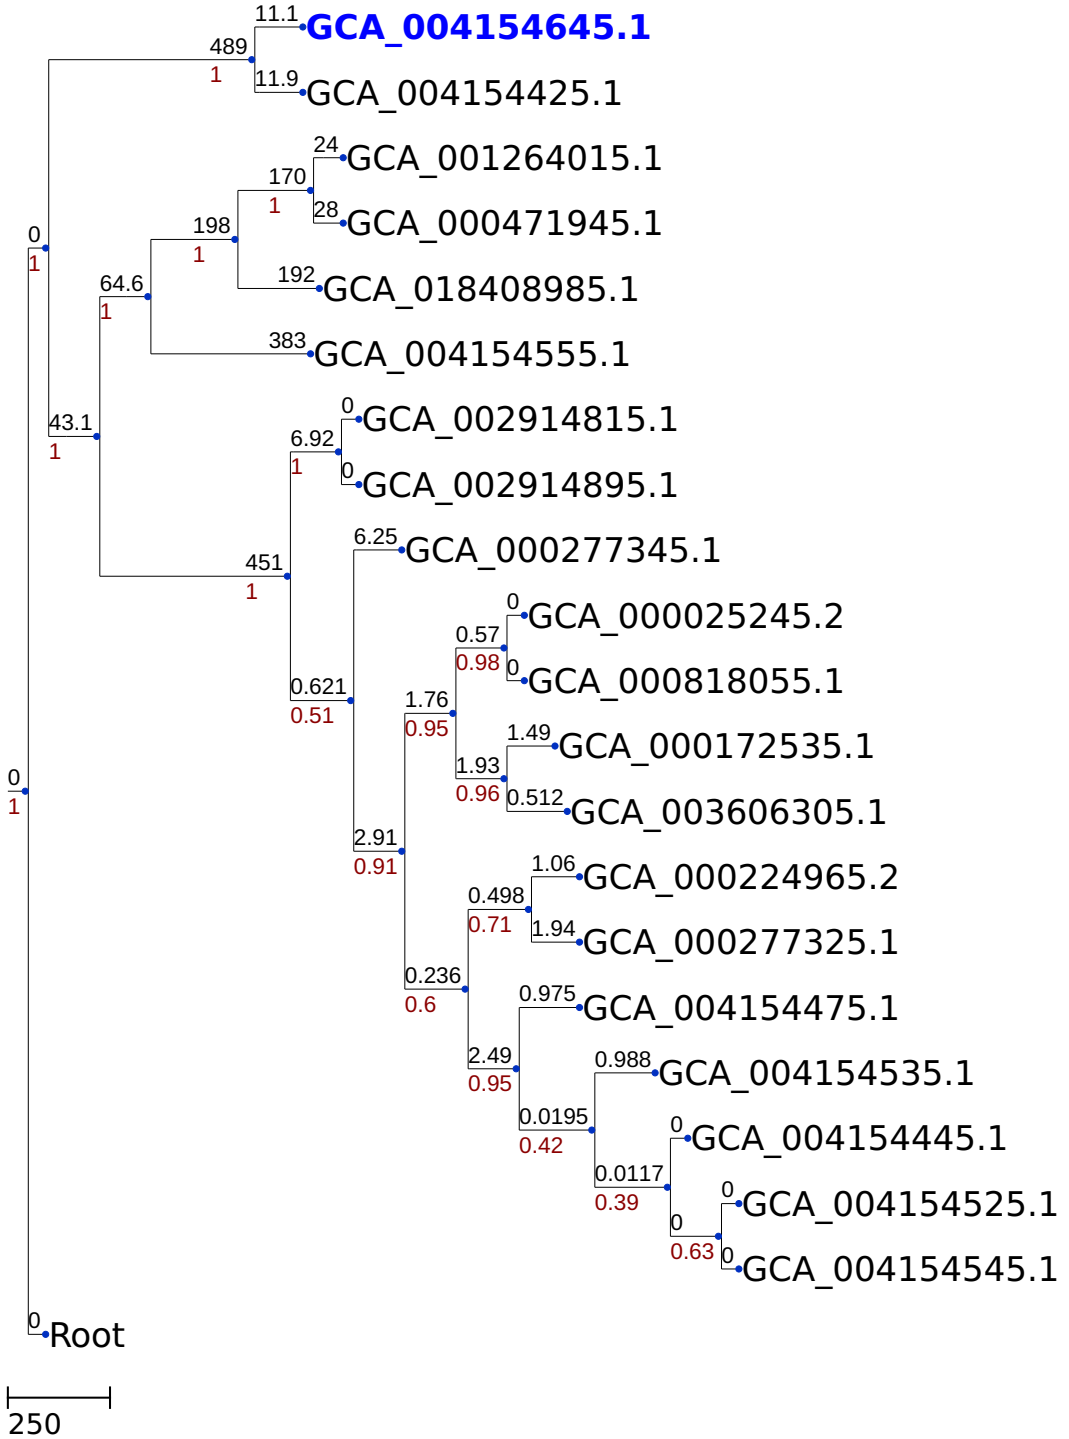 11.1
GCA_004154645.1
489
1
11.9
GCA_004154425.1
24
GCA_001264015.1
170
1
28
GCA_000471945.1
198
1
0
1
192
GCA_018408985.1
64.6
1
383
GCA_004154555.1
43.1
1
0
GCA_002914815.1
6.92
1
0
GCA_002914895.1
6.25
GCA_000277345.1
451
1
0
GCA_000025245.2
0.57
0.98
0
GCA_000818055.1
0.621
0.51
1.76
0.95
1.49
GCA_000172535.1
1.93
0.96
0
1
0.512
GCA_003606305.1
2.91
0.91
1.06
GCA_000224965.2
0.498
0.71
1.94
GCA_000277325.1
0.236
0.6
0.975
GCA_004154475.1
2.49
0.95
0.988
GCA_004154535.1
0.0195
0.42
0
GCA_004154445.1
0.0117
0.39
0
GCA_004154525.1
0
0.63
0
GCA_004154545.1
0
Root
250